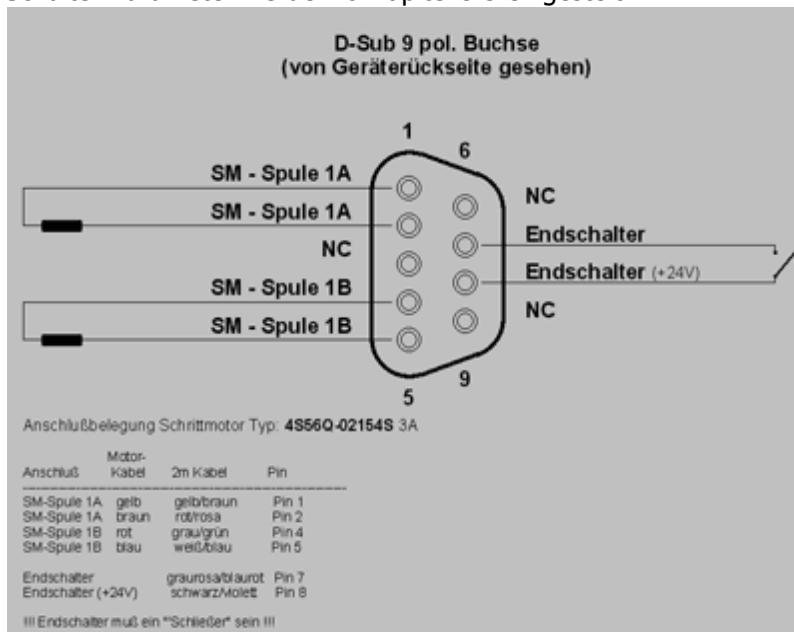 D-Sub 9 pol. Buchse
(von Geräterückseite gesehen)
1
6
SM - Spule 1A
NC
SM - Spule 1A
Endschalter
NC
Endschalter (+24V)
SM - Spule 1B
NC
SM - Spule 1B
9
5
Anschlußbelegung Schrittmotor Typ: 4S56Q-02154S 3A
Anschluß Motor-Kabel 2m Kabel Pin
SM-Spule 1A gelb gelb/braun Pin 1
SM-Spule 1A braun rot/rosa Pin 2
SM-Spule 1B rot grau/grün Pin 4
SM-Spule 1B blau weiß/blau Pin 5
Endschalter graurosa/blaurot Pin 7
Endschalter (+24V) schwarz/violett Pin 8
!!! Endschalter muß ein "Schließer" sein !!!